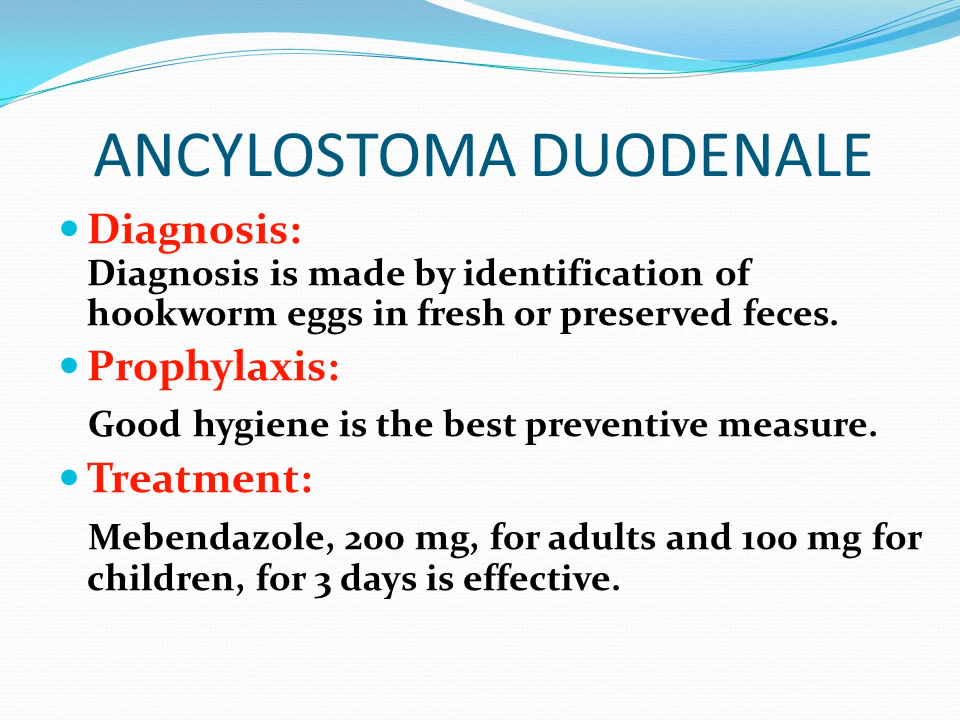 ANCYLOSTOMA DUODENALE
• Diagnosis:
Diagnosis is made by identification of
hookworm eggs in fresh or preserved feces.
• Prophylaxis:
Good hygiene is the best preventive measure.
• Treatment:
Mebendazole, 200 mg, for adults and 100 mg for
children, for 3 days is effective.